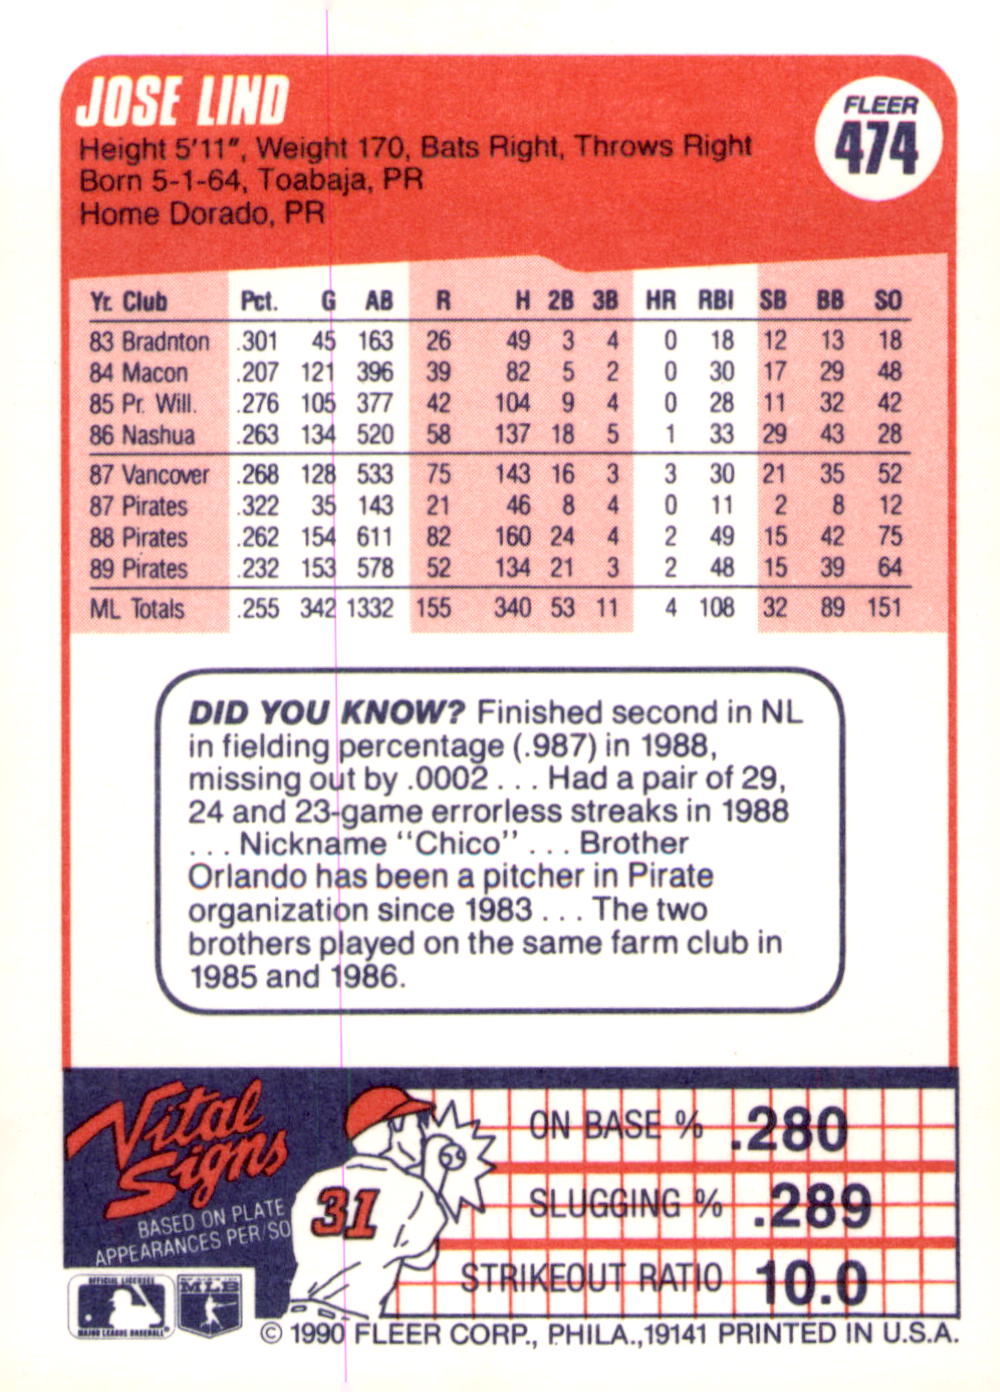 JOSE LIND
FLEER
474
Height 5'11", Weight 170, Bats Right, Throws Right
Born 5-1-64, Toabaja, PR
Home Dorado, PR
Yr. Club Pct. G AB R H 2B 3B HR RBI SB BB SO
83 Bradnton .301 45 163 26 49 3 4 0 18 12 13 18
84 Macon .207 121 396 39 82 5 2 0 30 17 29 48
85 Pr. Will. .276 105 377 42 104 9 4 0 28 11 32 42
86 Nashua .263 134 520 58 137 18 5 1 33 29 43 28
87 Vancover .268 128 533 75 143 16 3 3 30 21 35 52
87 Pirates .322 35 143 21 46 8 4 0 11 2 8 12
88 Pirates .262 154 611 82 160 24 4 2 49 15 42 75
89 Pirates .232 153 578 52 134 21 3 2 48 15 39 64
ML Totals .255 342 1332 155 340 53 11 4 108 32 89 151
DID YOU KNOW? Finished second in NL
in fielding percentage (.987) in 1988,
missing out by .0002 . . . Had a pair of 29,
24 and 23-game errorless streaks in 1988
. . . Nickname "Chico" . . . Brother
Orlando has been a pitcher in Pirate
organization since 1983 . . . The two
brothers played on the same farm club in
1985 and 1986.
Vital
Signs
BASED ON PLATE
APPEARANCES PER/SO
31
ON BASE % .280
SLUGGING % .289
STRIKEOUT RATIO 10.0
OFFICIAL LICENSEE
MAJOR LEAGUE BASEBALL
MLB
© 1990 FLEER CORP., PHILA.,19141 PRINTED IN U.S.A.